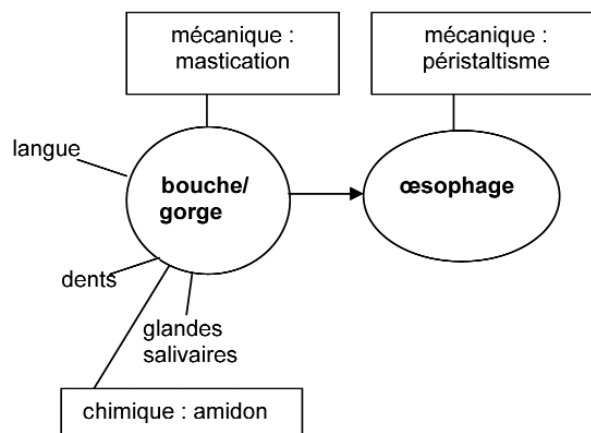 mécanique :
mastication
mécanique :
péristaltisme
langue
bouche/
gorge
œsophage
dents
glandes
salivaires
chimique : amidon